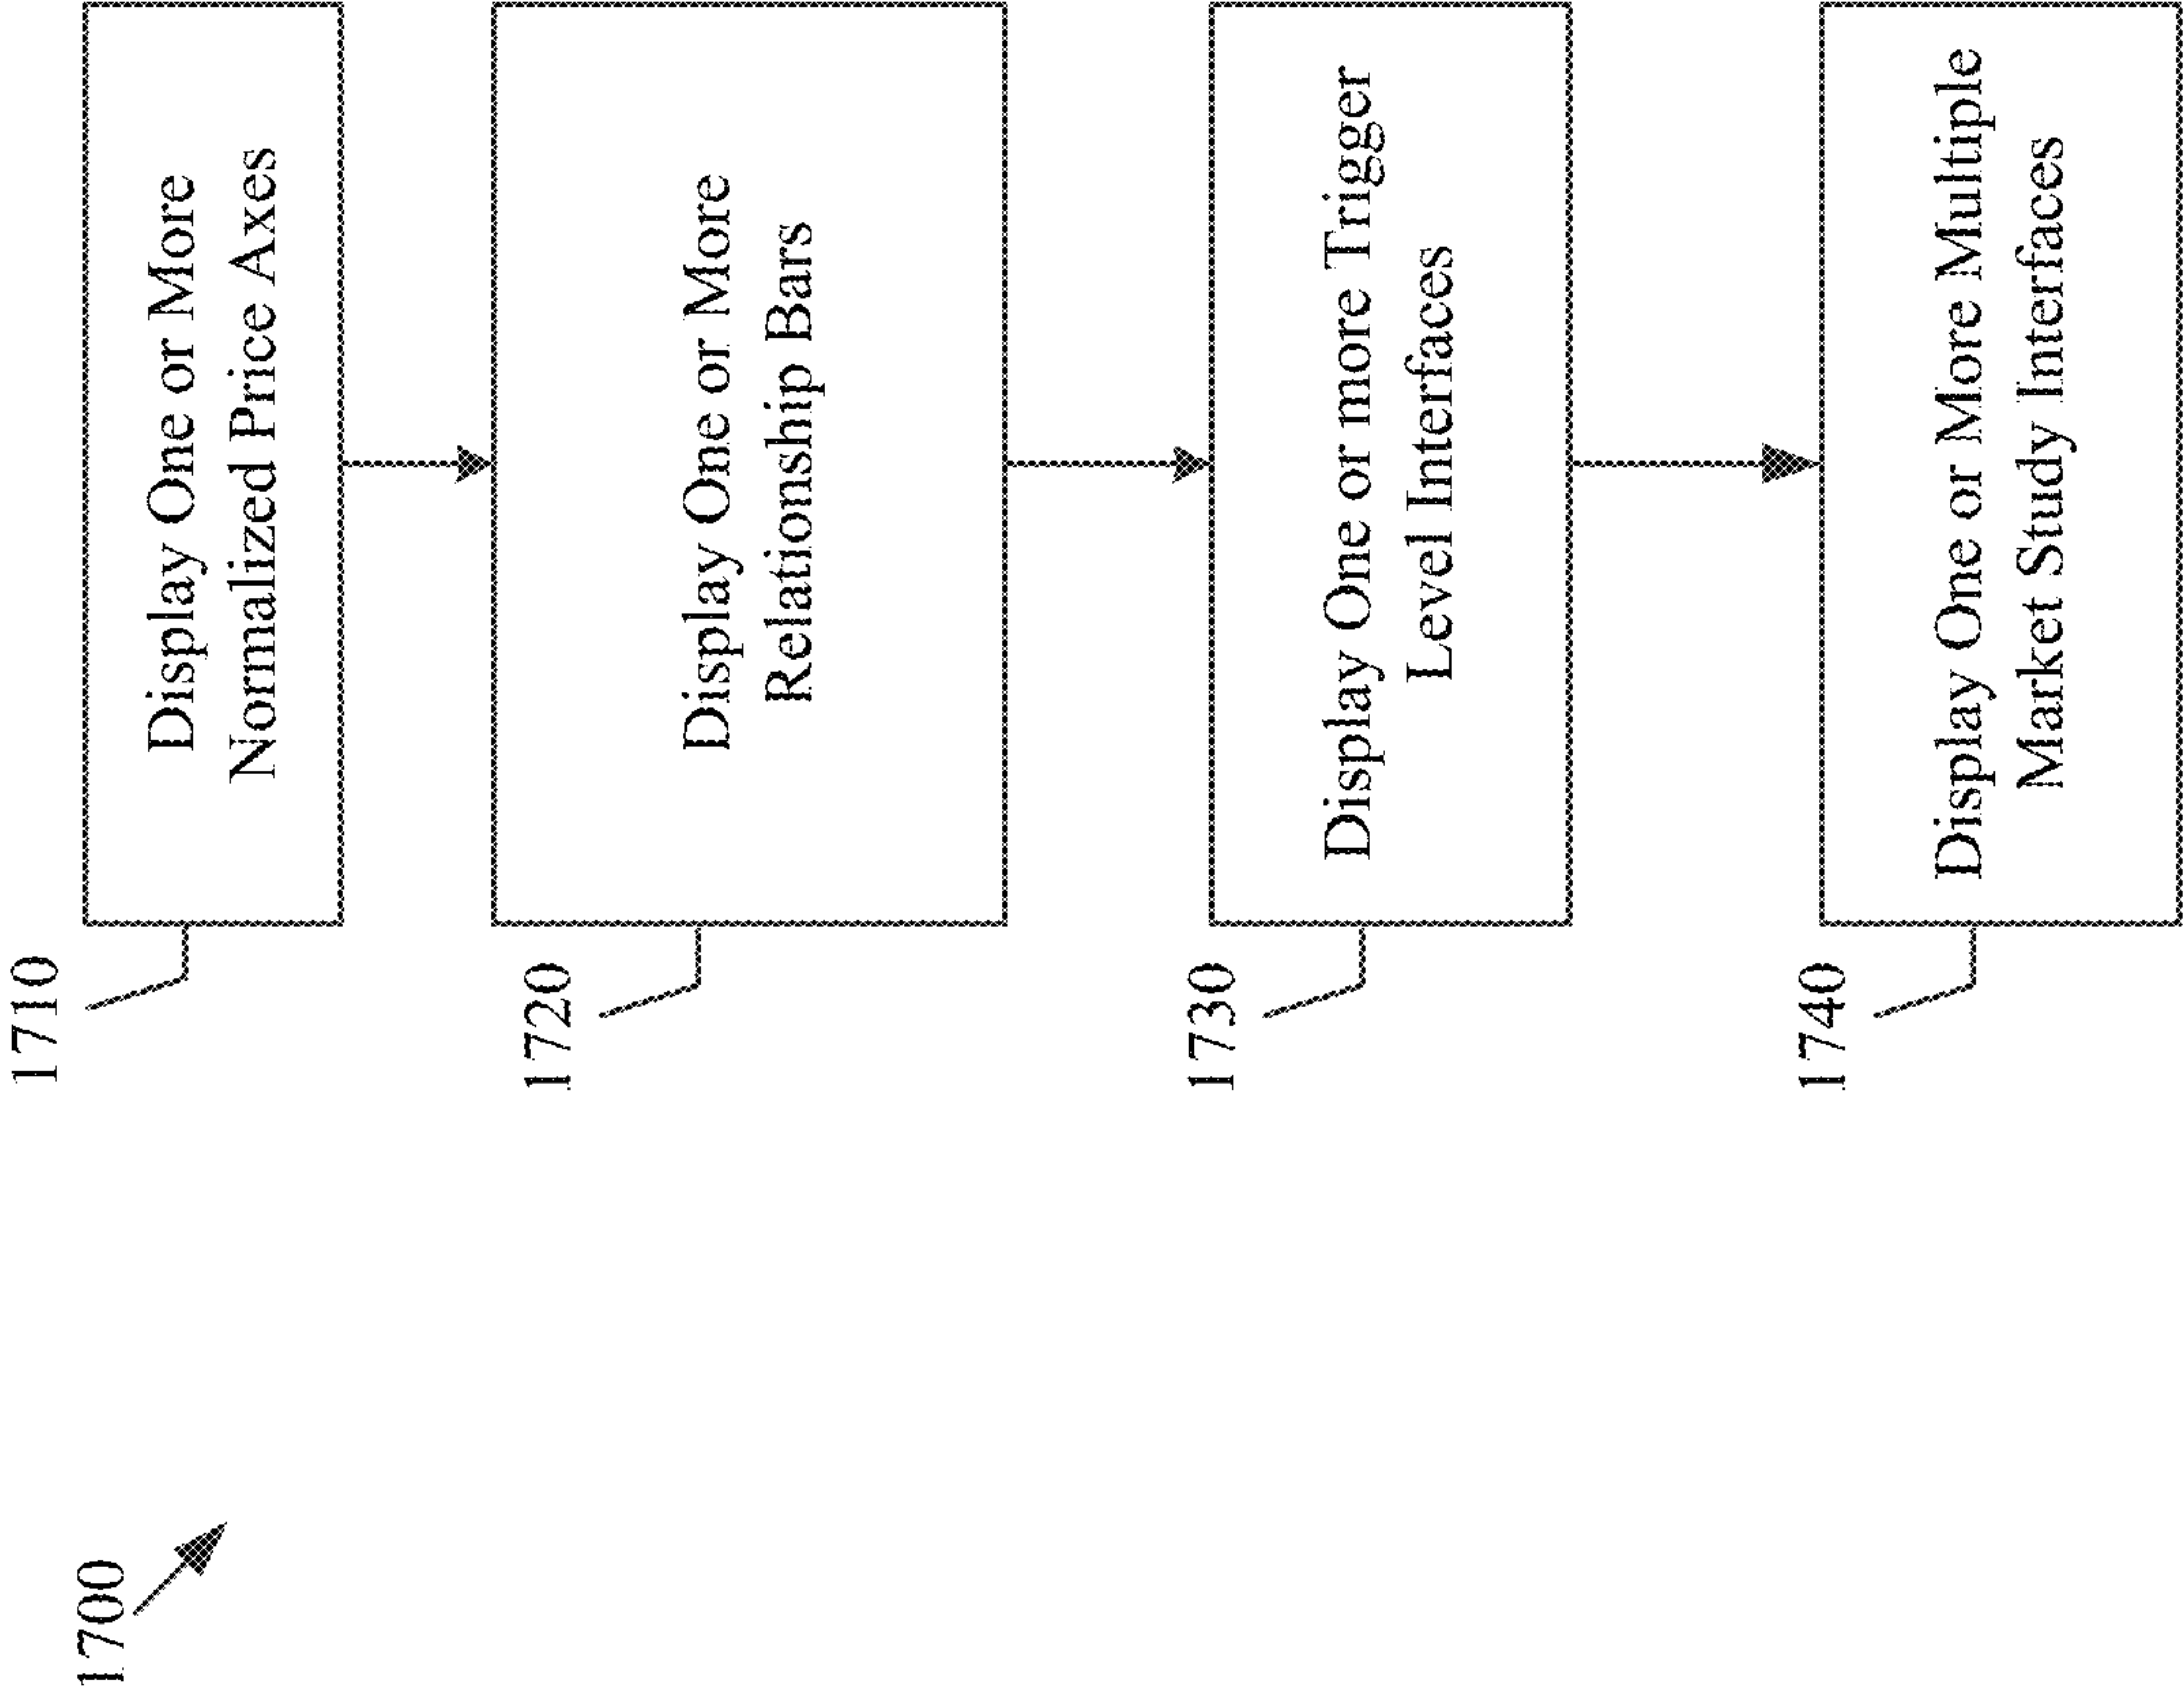 1700
1710
Display One or More
Normalized Price Axes
1720
Display One or More
Relationship Bars
1730
Display One or more Trigger
Level Interfaces
1740
Display One or More Multiple
Market Study Interfaces